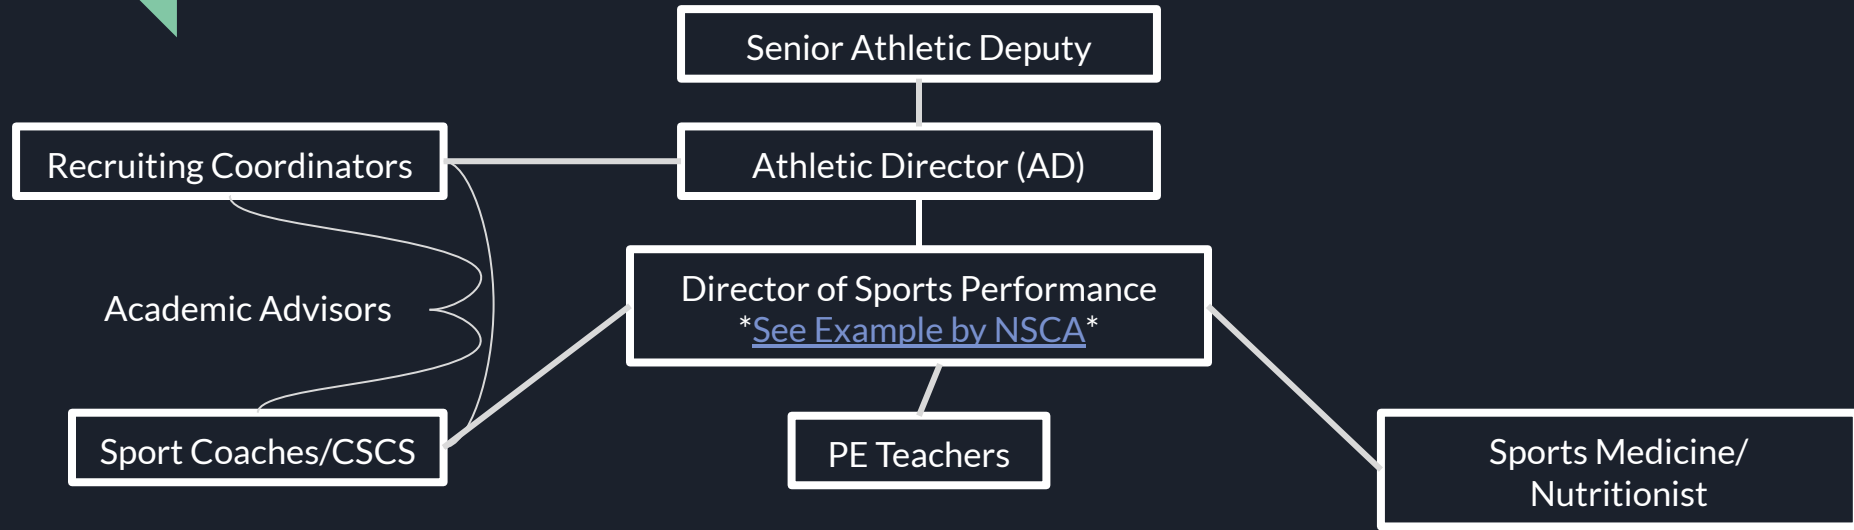 Senior Athletic Deputy
Recruiting Coordinators
Athletic Director (AD)
Director of Sports Performance
*See Example by NSCA*
Academic Advisors
Sport Coaches/CSCS
PE Teachers
Sports Medicine/
Nutritionist